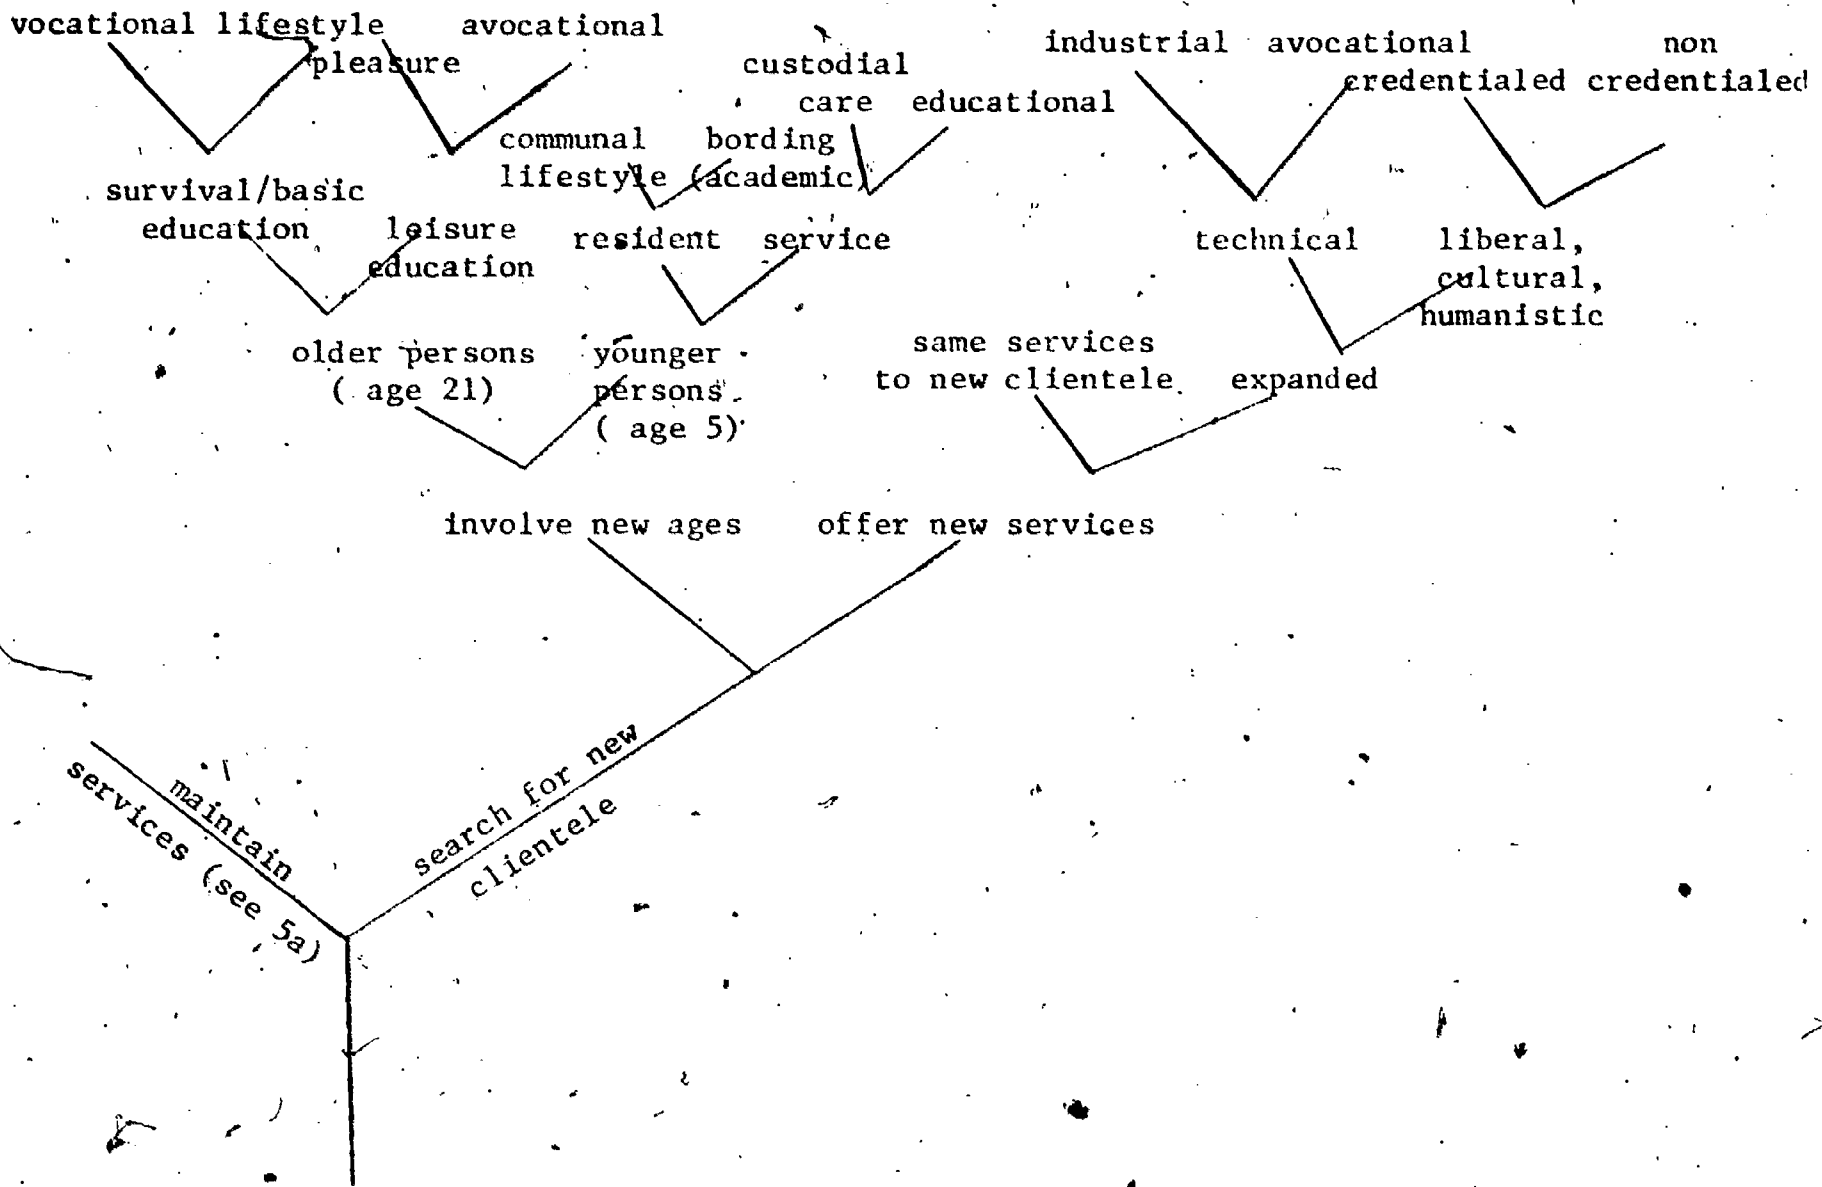 vocational lifestyle avocational
pleasure
industrial avocational non
credentialed credentialed
custodial
care educational
communal bording
lifestyle (academic)
survival/basic
education leisure
education
resident service
technical liberal,
cultural,
humanistic
older persons
( age 21)
younger
persons
( age 5)
same services
to new clientele expanded
involve new ages offer new services
maintain
services (see 5a)
search for new
clientele